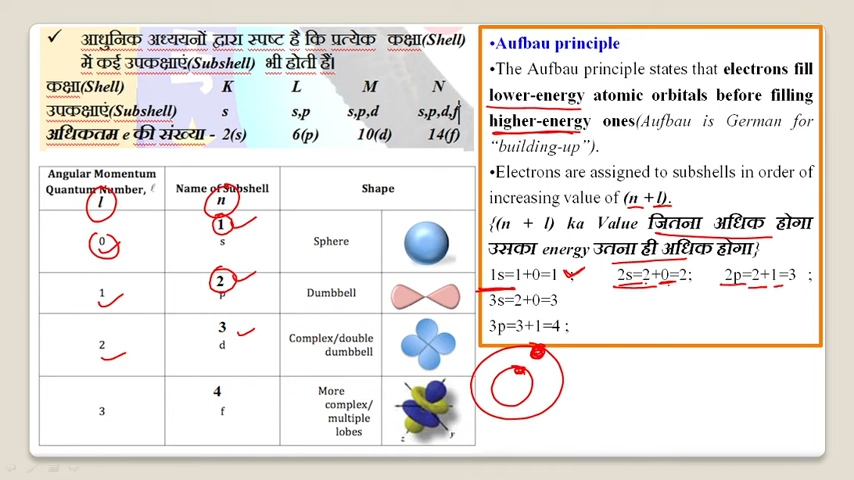 ✓ आधुनिक अध्ययनों द्वारा स्पष्ट है कि प्रत्येक कक्षा(Shell)
में कई उपकक्षाएं(Subshell) भी होती हैं।
कक्षा(Shell) K L M N
उपकक्षाएं(Subshell) s s,p s,p,d s,p,d,f
अधिकतम e की संख्या - 2(s) 6(p) 10(d) 14(f)
Angular Momentum
Quantum Number, ℓ
l
Name of Subshell
n
Shape
0
1
s
Sphere
1
2
p
Dumbbell
2
3
d
Complex/double
dumbbell
3
4
f
More
complex/
multiple
lobes
z y
•Aufbau principle
•The Aufbau principle states that electrons fill
lower-energy atomic orbitals before filling
higher-energy ones(Aufbau is German for
“building-up”).
•Electrons are assigned to subshells in order of
increasing value of (n + l).
{(n + l) ka Value जितना अधिक होगा
उसका energy उतना ही अधिक होगा}
1s=1+0=1 ; 2s=2+0=2; 2p=2+1=3 ;
3s=2+0=3
3p=3+1=4 ;